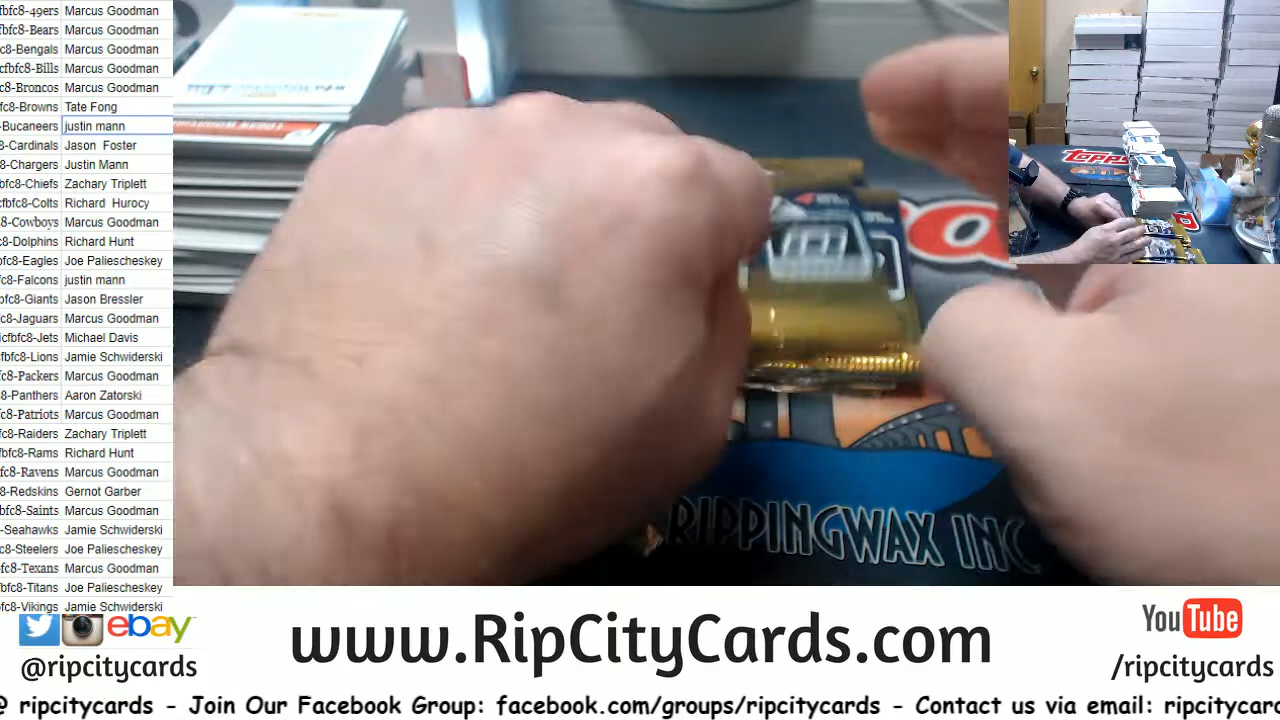 fbfc8-49ers Marcus Goodman
fbfc8-Bears Marcus Goodman
c8-Bengals Marcus Goodman
cfbfc8-Bills Marcus Goodman
c8-Broncos Marcus Goodman
fc8-Browns Tate Fong
-Bucaneers justin mann
8-Cardinals Jason Foster
8-Chargers Justin Mann
bfc8-Chiefs Zachary Triplett
cfbfc8-Colts Richard Hurocy
8-Cowboys Marcus Goodman
8-Dolphins Richard Hunt
fc8-Eagles Joe Paliescheskey
fc8-Falcons justin mann
bfc8-Giants Jason Bressler
8-Jaguars Marcus Goodman
icfbfc8-Jets Michael Davis
cfbfc8-Lions Jamie Schwiderski
8-Packers Marcus Goodman
8-Panthers Aaron Zatorski
c8-Patriots Marcus Goodman
fc8-Raiders Zachary Triplett
bfc8-Rams Richard Hunt
fc8-Ravens Marcus Goodman
8-Redskins Gernot Garber
bfc8-Saints Marcus Goodman
-Seahawks Jamie Schwiderski
c8-Steelers Joe Paliescheskey
fc8-Texans Marcus Goodman
bfc8-Titans Joe Paliescheskey
fc8-Vikings Jamie Schwiderski
TOPPS
RIPPINGWAX INC
ebay
@ripcitycards
www.RipCityCards.com
YouTube
/ripcitycards
@ ripcitycards - Join Our Facebook Group: facebook.com/groups/ripcitycards - Contact us via email: ripcitycard